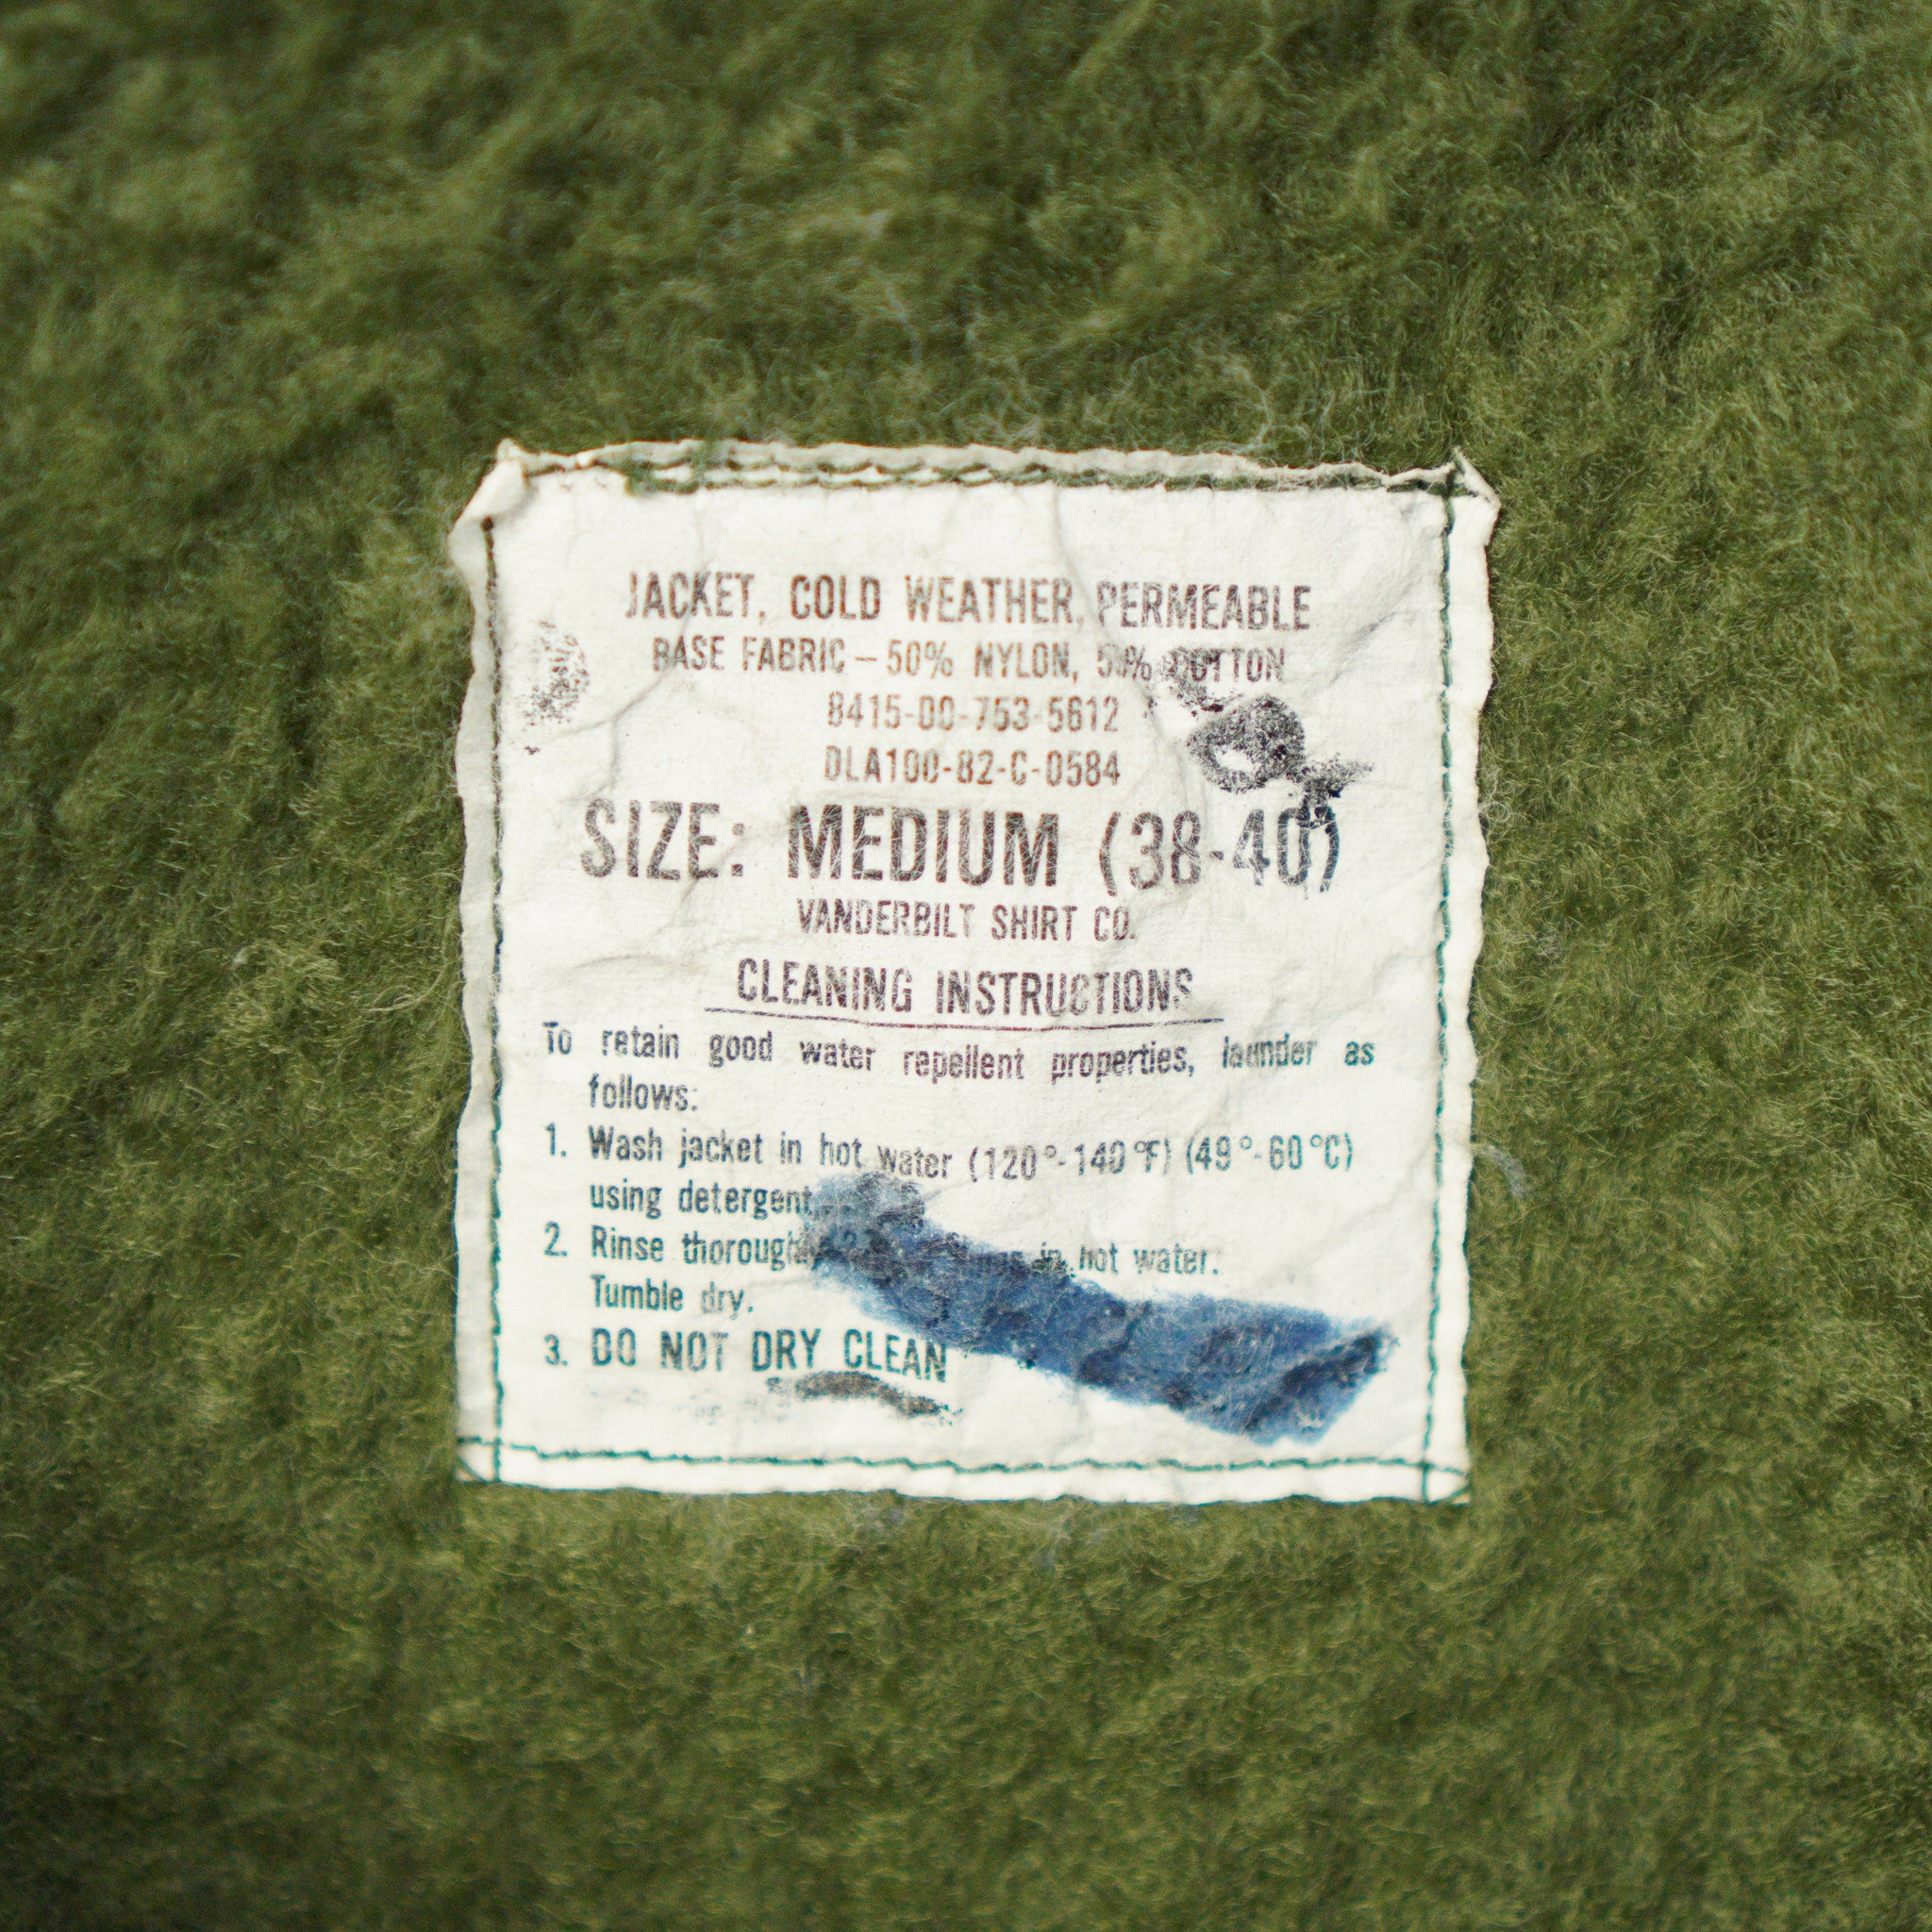 JACKET, COLD WEATHER, PERMEABLE
BASE FABRIC – 50% NYLON, 50% COTTON
8415-00-753-5612
DLA100-82-C-0584
SIZE: MEDIUM (38-40)
VANDERBILT SHIRT CO.
CLEANING INSTRUCTIONS
To retain good water repellent properties, launder as
follows:
1. Wash jacket in hot water (120°-140°F) (49°-60°C)
using detergent.
2. Rinse thoroughly in hot water.
Tumble dry.
3. DO NOT DRY CLEAN